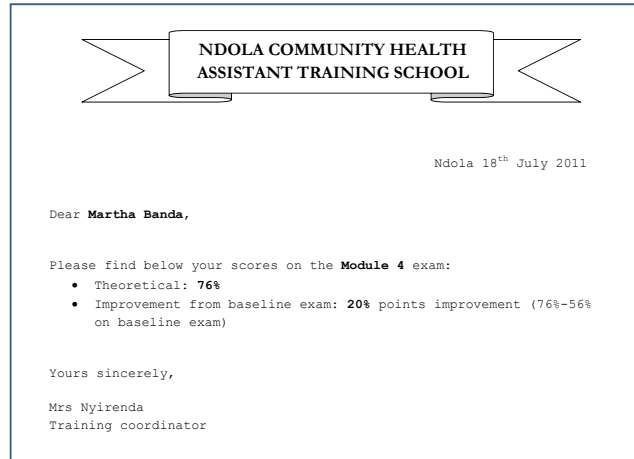 NDOLA COMMUNITY HEALTH
ASSISTANT TRAINING SCHOOL
Ndola 18th July 2011
Dear Martha Banda,
Please find below your scores on the Module 4 exam:
• Theoretical: 76%
• Improvement from baseline exam: 20% points improvement (76%-56%
on baseline exam)
Yours sincerely,
Mrs Nyirenda
Training coordinator